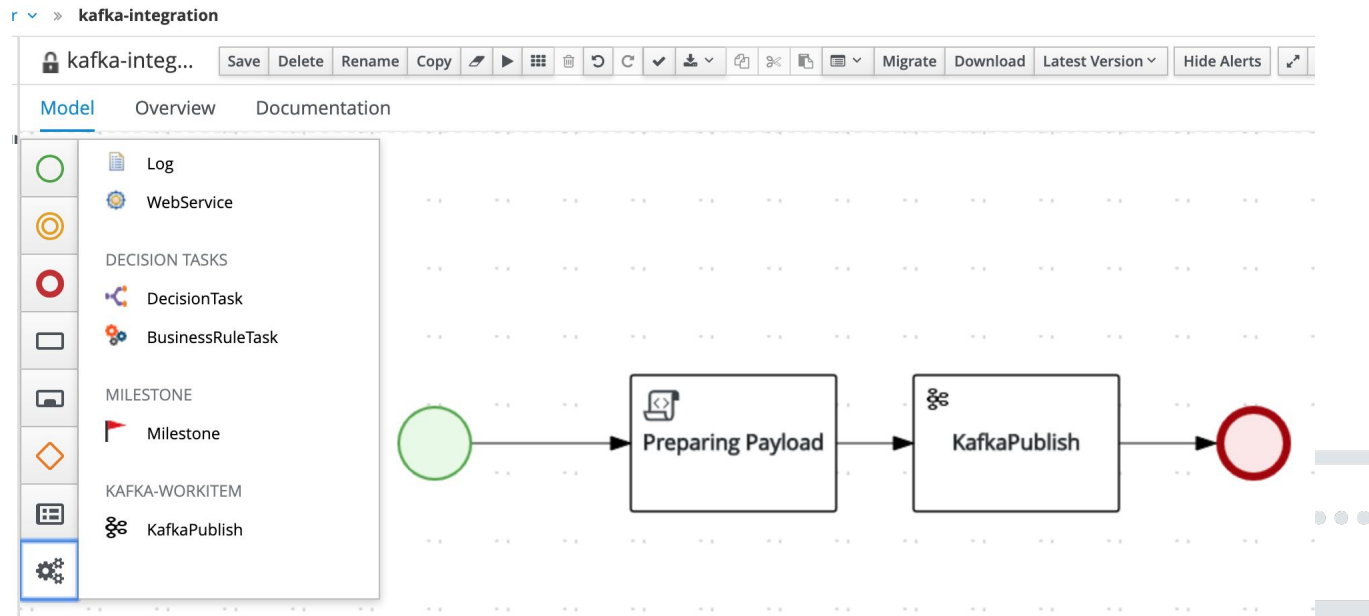 r » kafka-integration
kafka-integ... Save Delete Rename Copy Migrate Download Latest Version Hide Alerts
Model Overview Documentation
Log
WebService
DECISION TASKS
DecisionTask
BusinessRuleTask
MILESTONE
Milestone
Preparing Payload KafkaPublish
KAFKA-WORKITEM
KafkaPublish